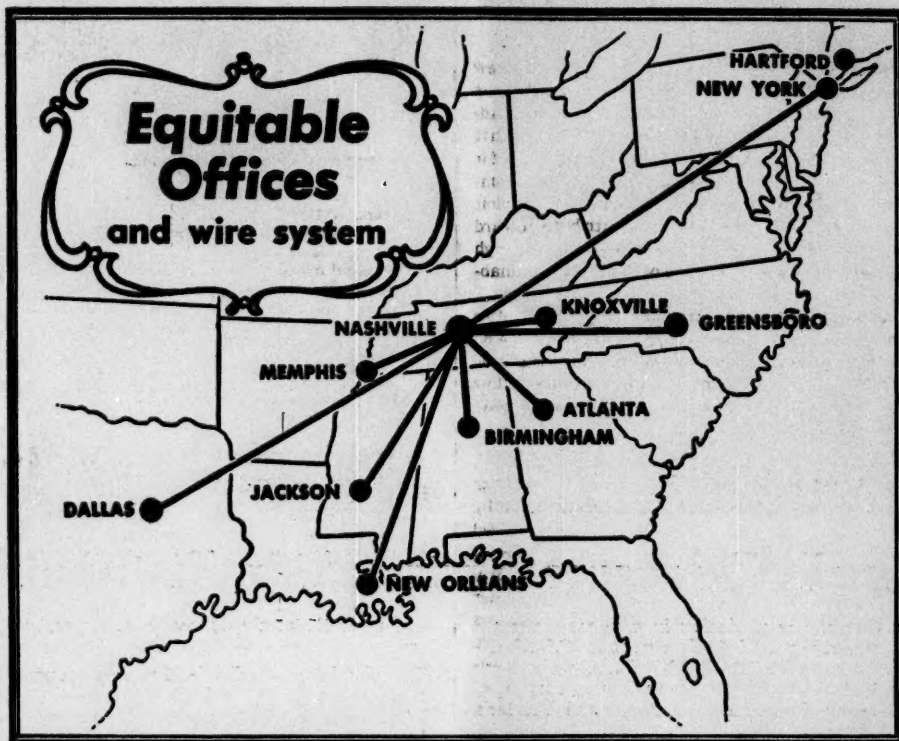 Equitable
Offices
and wire system
HARTFORD
NEW YORK
KNOXVILLE
NASHVILLE
GREENSBORO
MEMPHIS
ATLANTA
BIRMINGHAM
JACKSON
DALLAS
NEW ORLEANS